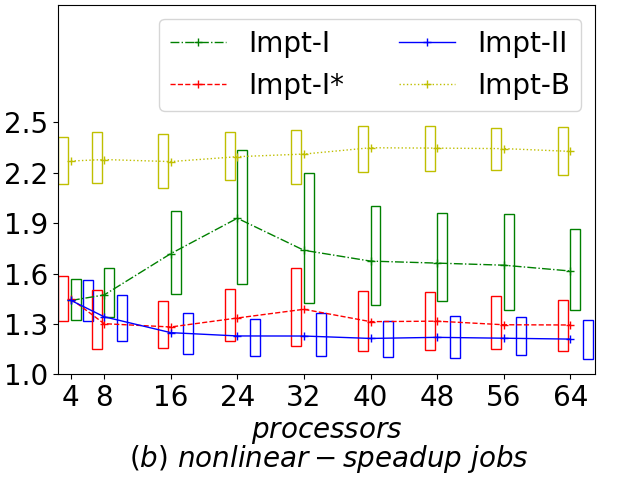 Impt-I Impt-II
Impt-I* Impt-B
2.5
2.2
1.9
1.6
1.3
1.0
4 8 16 24 32 40 48 56 64
processors
(b) nonlinear − speadup jobs